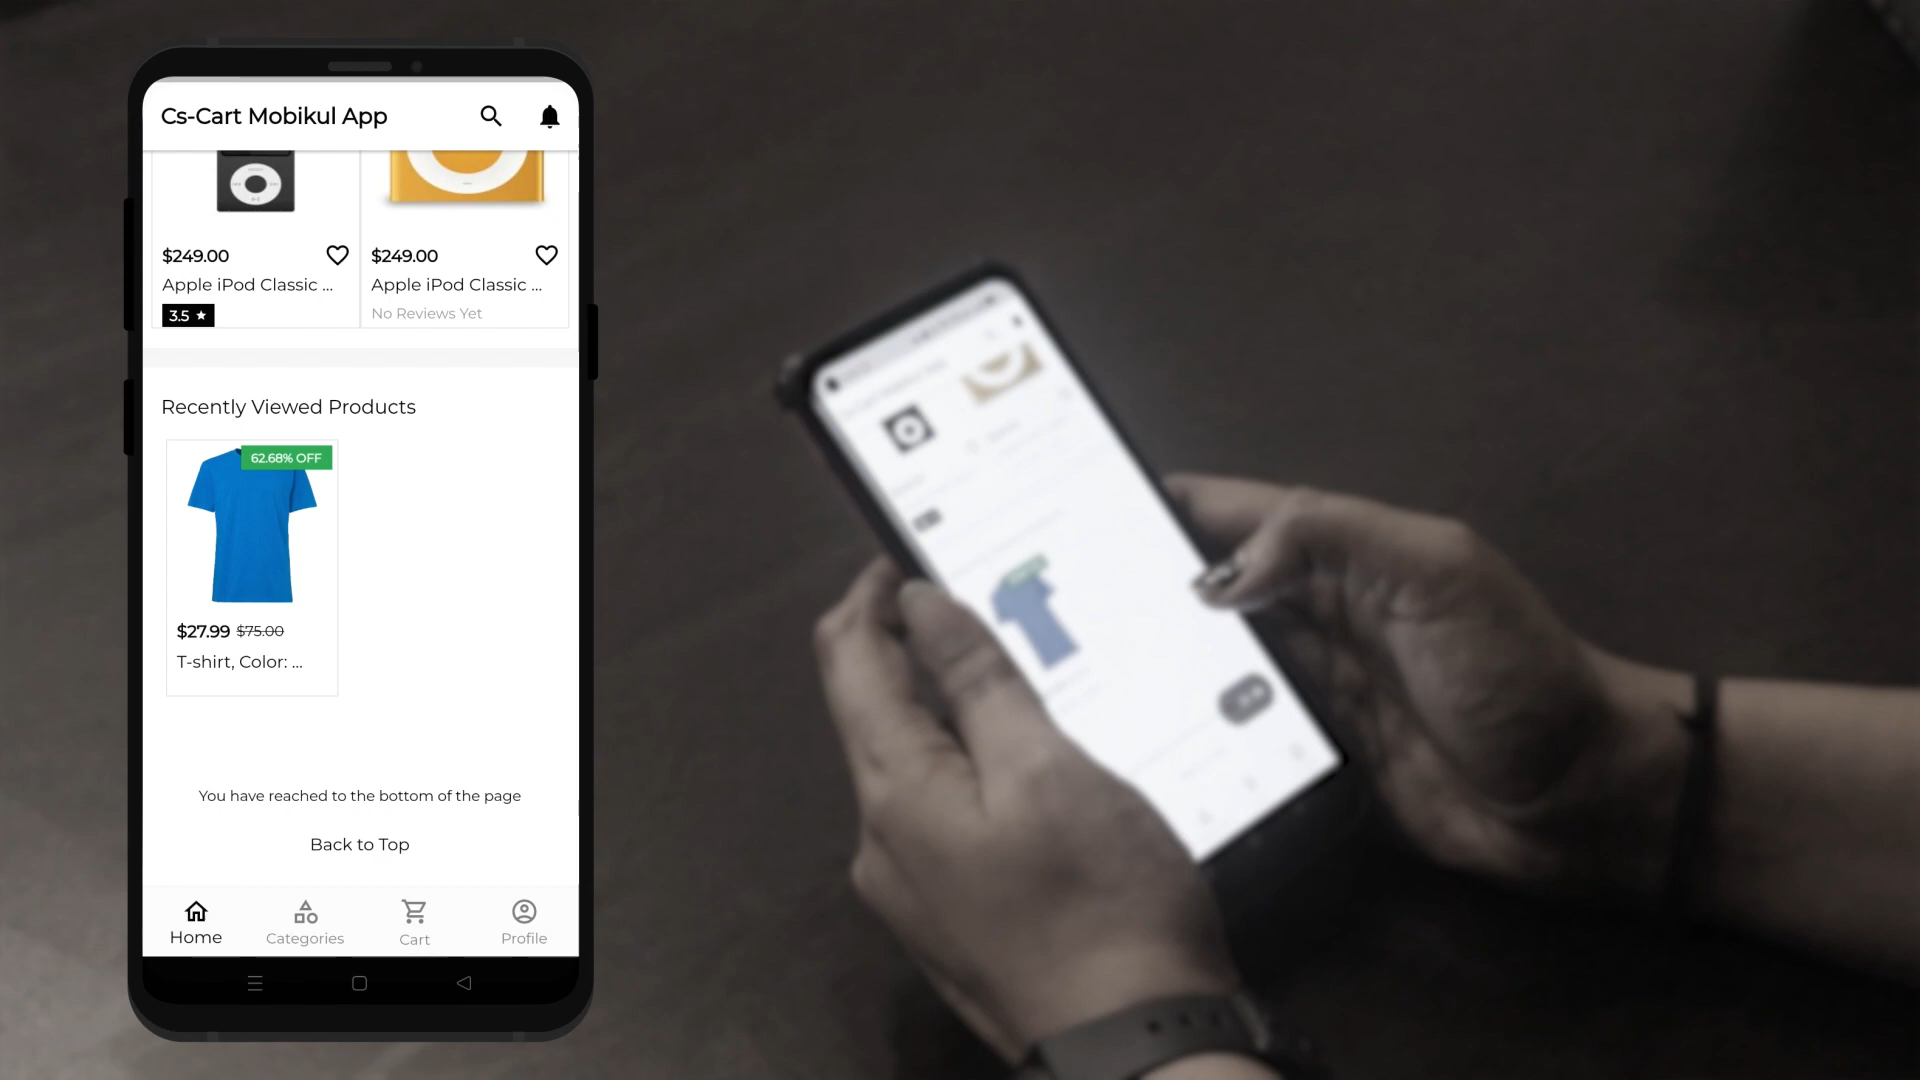 Cs-Cart Mobikul App
$249.00
Apple iPod Classic ...
3.5 ★
$249.00
Apple iPod Classic ...
No Reviews Yet
Recently Viewed Products
62.68% OFF
$27.99 $75.00
T-shirt, Color: ...
You have reached to the bottom of the page
Back to Top
Home
Categories
Cart
Profile